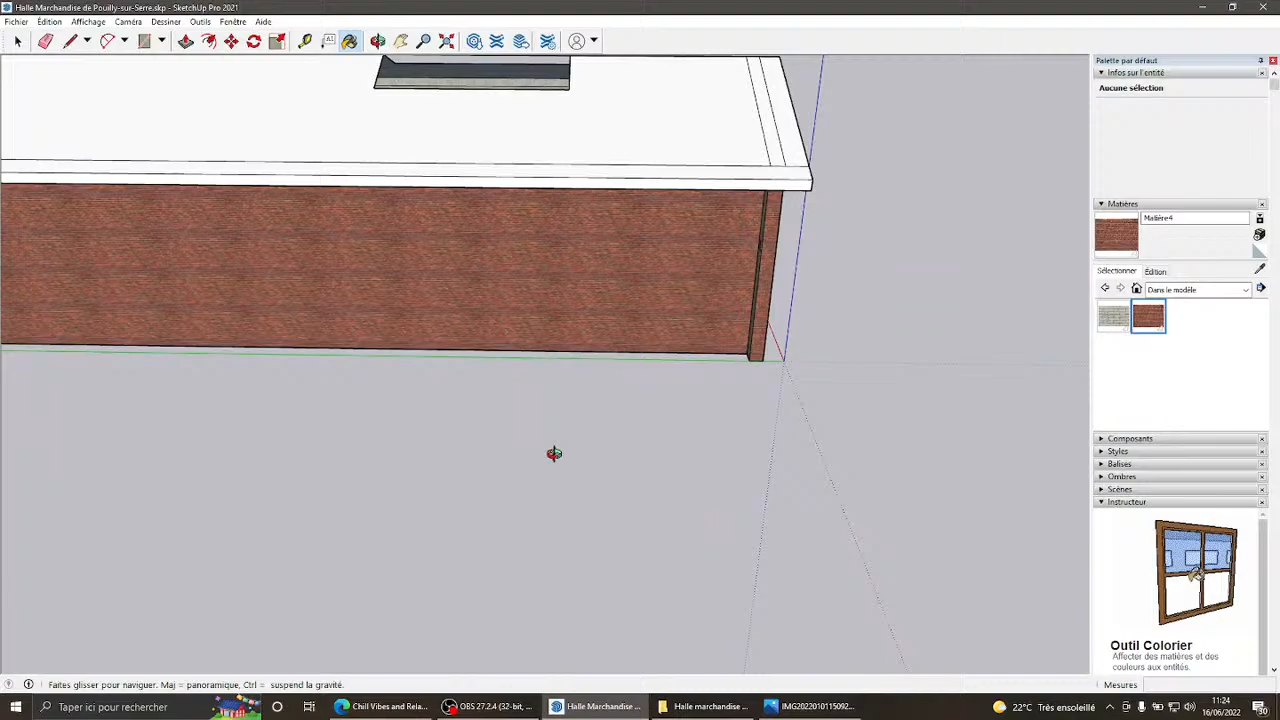 Halle Marchandise de Pouilly-sur-Serre.skp - SketchUp Pro 2021
Fichier Édition Affichage Caméra Dessiner Outils Fenêtre Aide
Palette par défaut
Infos sur l'entité
Aucune sélection
Matières
Matière4
Sélectionner Édition
Dans le modèle
Composants
Styles
Balises
Ombres
Scènes
Instructeur
Outil Colorier
Affecter des matières et des
couleurs aux entités.
Faites glisser pour naviguer. Maj = panoramique, Ctrl = suspend la gravité.
Mesures
Taper ici pour rechercher
Chill Vibes and Rela...
OBS 27.2.4 (32-bit, ...
Halle Marchandise ...
Halle marchandise ...
IMG2022010115092...
22°C Très ensoleillé
11:24
16/06/2022